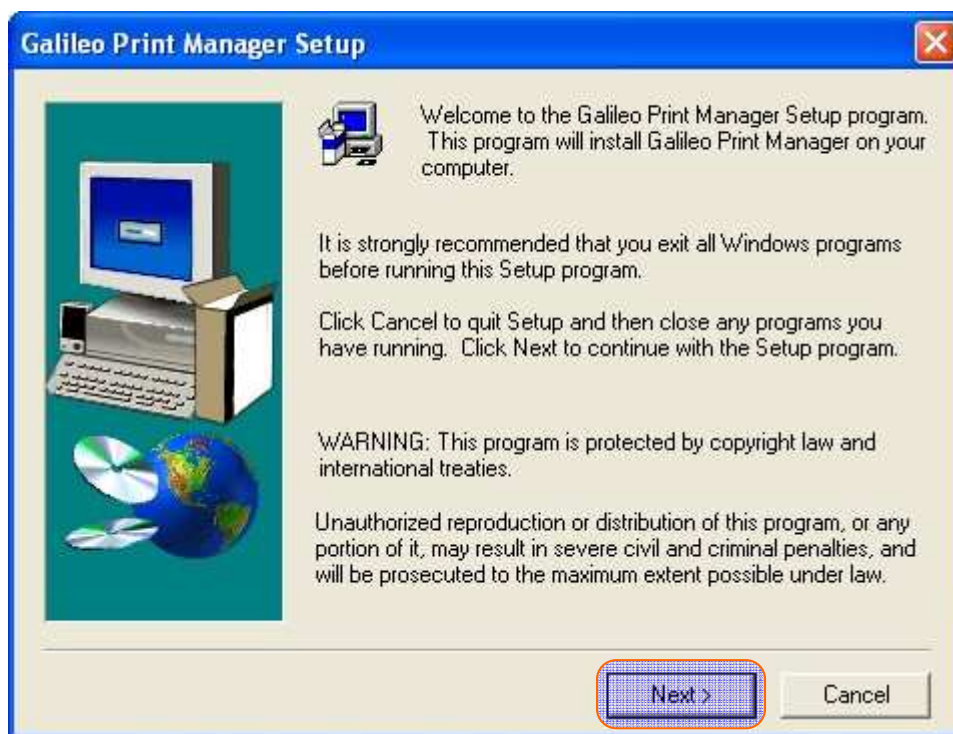 Galileo Print Manager Setup
Welcome to the Galileo Print Manager Setup program.
This program will install Galileo Print Manager on your
computer.
It is strongly recommended that you exit all Windows programs
before running this Setup program.
Click Cancel to quit Setup and then close any programs you
have running. Click Next to continue with the Setup program.
WARNING: This program is protected by copyright law and
international treaties.
Unauthorized reproduction or distribution of this program, or any
portion of it, may result in severe civil and criminal penalties, and
will be prosecuted to the maximum extent possible under law.
Next >
Cancel